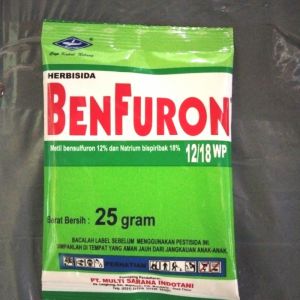 HERBISIDA
BENFURON
12/18 WP
Metil bensulfuron 12% dan Natrium bispiribak 18%
Berat Bersih : 25 gram
BACALAH LABEL SEBELUM MENGGUNAKAN PESTISIDA INI.
SIMPANLAH DI TEMPAT YANG AMAN JAUH DARI JANGKAUAN ANAK-ANAK.
PERHATIAN
PT. MULTI SARANA INDOTANI